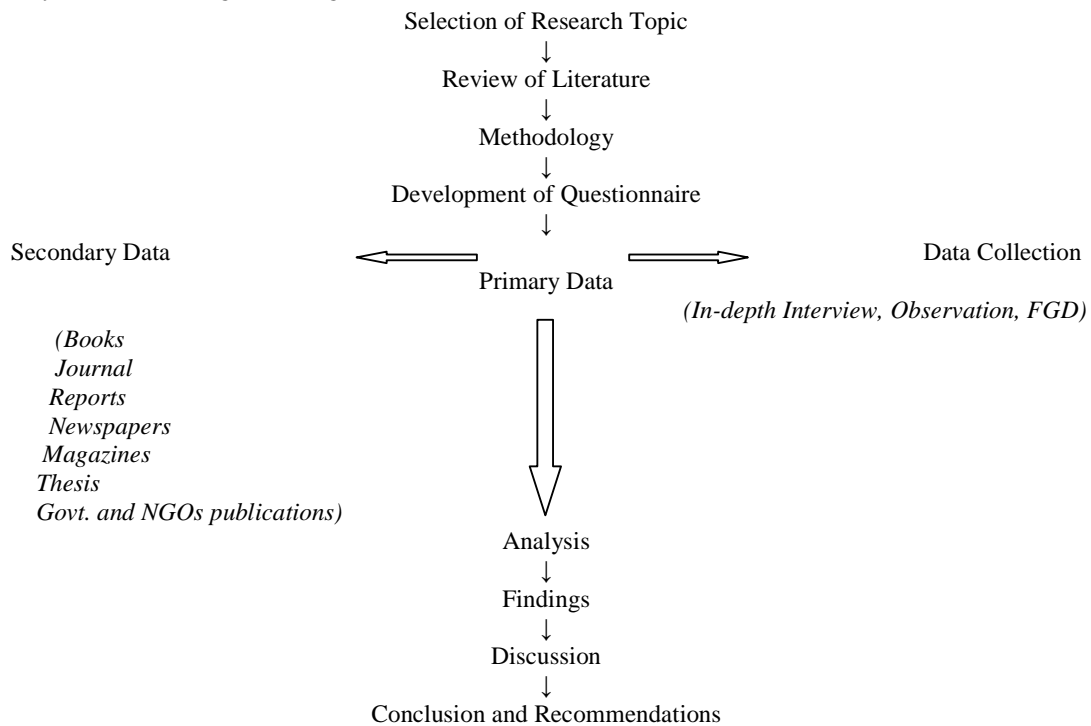 Selection of Research Topic
↓
Review of Literature
↓
Methodology
↓
Development of Questionnaire
↓
Secondary Data
Data Collection
Primary Data
(In-depth Interview, Observation, FGD)
(Books
Journal
Reports
Newspapers
Magazines
Thesis
Govt. and NGOs publications)
Analysis
↓
Findings
↓
Discussion
↓
Conclusion and Recommendations